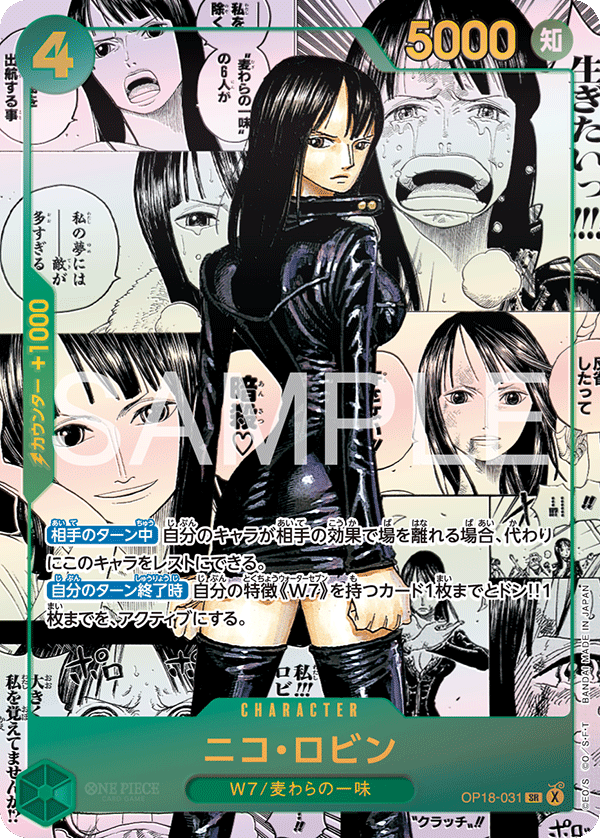 4
5000
知
私を
除く
"麦わらの一味"
の6人が
出航する事
生きたいっ!!!!
私の夢には
敵が
多すぎる
カウンター +1000
暗殺♡
反省
したって
SAMPLE
相手のターン中 自分のキャラが相手の効果で場を離れる場合、代わり
にこのキャラをレストにできる。
自分のターン終了時 自分の特徴《W7》を持つカード1枚までとドン!!1
枚までを、アクティブにする。
ポロ
ポロ
大きく
私を覚えてませんか!?
CHARACTER
ニコ・ロビン
W7/麦わらの一味
ONE PIECE
CARD GAME
OP18-031 SR X
"クラッチ"!!
©E.O/S. ©O./S・F・T BANDAI MADE IN JAPAN